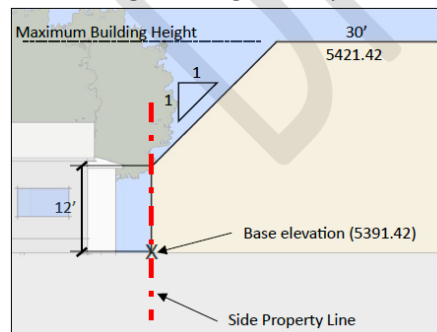 Maximum Building Height
30’
5421.42
1
1
12’
Base elevation (5391.42)
X
Side Property Line